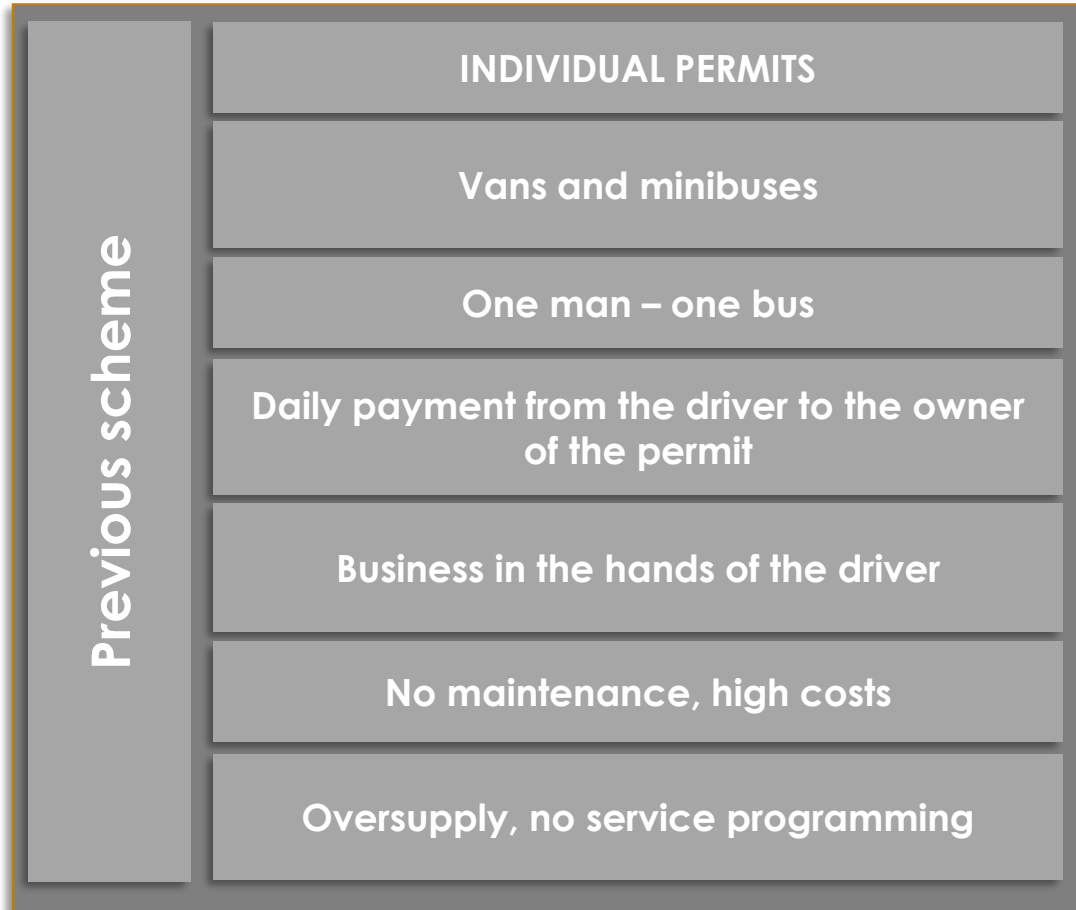 Previous scheme
INDIVIDUAL PERMITS
Vans and minibuses
One man – one bus
Daily payment from the driver to the owner
of the permit
Business in the hands of the driver
No maintenance, high costs
Oversupply, no service programming